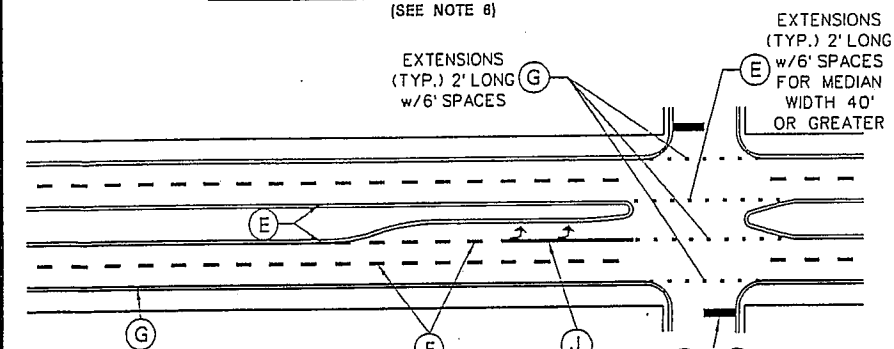 (SEE NOTE 6)
EXTENSIONS
(TYP.) 2' LONG
w/6' SPACES
G
EXTENSIONS
(TYP.) 2' LONG
w/6' SPACES
FOR MEDIAN
WIDTH 40'
OR GREATER
E
E
G
J